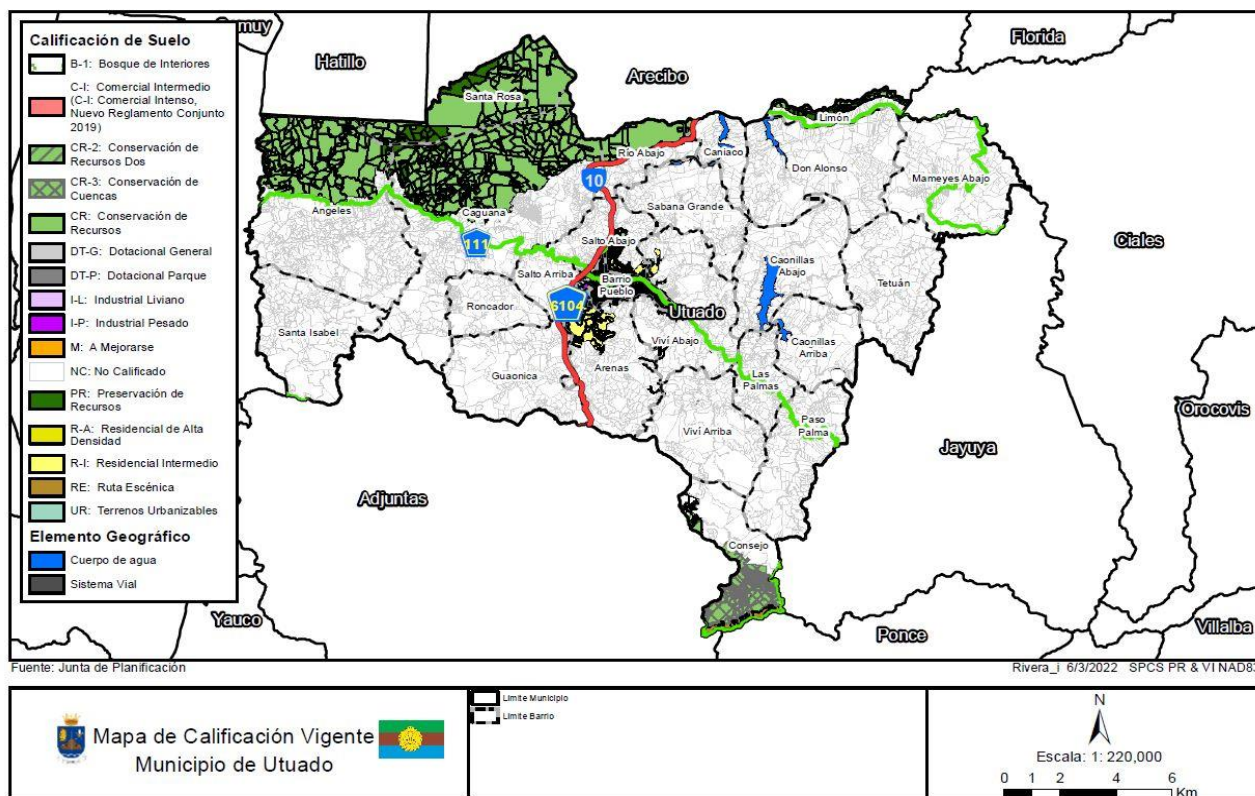 Calificación de Suelo
B-1: Bosque de Interiores
C-I: Comercial Intermedio
(C-I: Comercial Intenso,
Nuevo Reglamento Conjunto
2019)
CR-2: Conservación de
Recursos Dos
CR-3: Conservación de
Cuencas
CR: Conservación de
Recursos
DT-G: Dotacional General
DT-P: Dotacional Parque
I-L: Industrial Liviano
I-P: Industrial Pesado
M: A Mejorarse
NC: No Calificado
PR: Preservación de
Recursos
R-A: Residencial de Alta
Densidad
R-I: Residencial Intermedio
RE: Ruta Escénica
UR: Terrenos Urbanizables
Elemento Geográfico
Cuerpo de agua
Sistema Vial
Hatillo
Arecibo
Florida
Ciales
Orocovis
Jayuya
Villalba
Ponce
Adjuntas
Yauco
Utuado
Santa Rosa
Río Abajo
Caniaco
Limón
Don Alonso
Mameyes Abajo
Angeles
Caguana
Sabana Grande
Salto Abajo
Salto Arriba
Barrio
Pueblo
Caonillas
Abajo
Tetuán
Roncador
Santa Isabel
Viví Abajo
Caonillas
Arriba
Guaonica
Arenas
Las
Palmas
Paso
Palma
Viví Arriba
Consejo
10
111
6104
Fuente: Junta de Planificación
Rivera_i 6/3/2022 SPCS PR & VI NAD83
Mapa de Calificación Vigente
Municipio de Utuado
Límite Municipio
Límite Barrio
N
Escala: 1: 220,000
0 1 2 4 6
Km